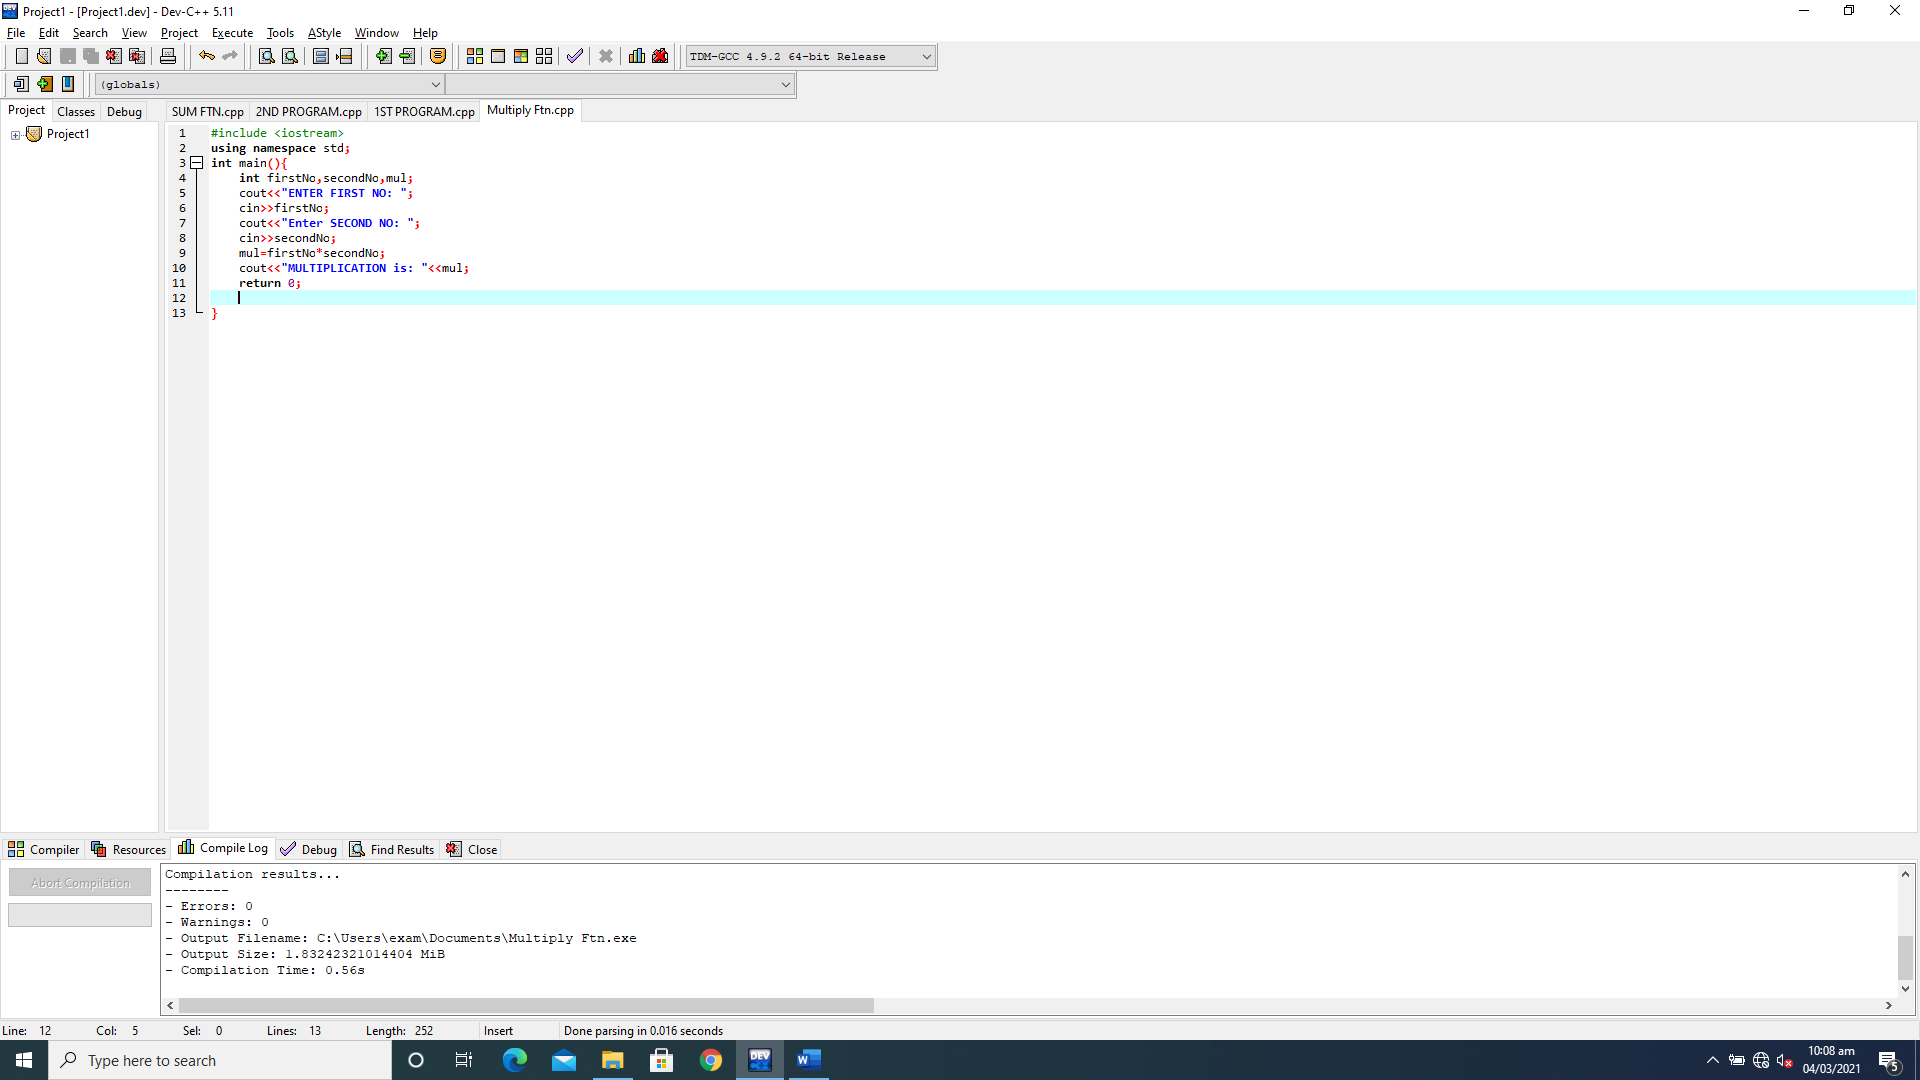 Project1 - [Project1.dev] - Dev-C++ 5.11
File Edit Search View Project Execute Tools AStyle Window Help
TDM-GCC 4.9.2 64-bit Release
(globals)
Project Classes Debug SUM FTN.cpp 2ND PROGRAM.cpp 1ST PROGRAM.cpp Multiply Ftn.cpp
Project1
1 #include <iostream>
2 using namespace std;
3 int main(){
4 int firstNo,secondNo,mul;
5 cout<<"ENTER FIRST NO: ";
6 cin>>firstNo;
7 cout<<"Enter SECOND NO: ";
8 cin>>secondNo;
9 mul=firstNo*secondNo;
10 cout<<"MULTIPLICATION is: "<<mul;
11 return 0;
12
13 }
Compiler Resources Compile Log Debug Find Results Close
Abort Compilation
Compilation results...
--------
- Errors: 0
- Warnings: 0
- Output Filename: C:\Users\exam\Documents\Multiply Ftn.exe
- Output Size: 1.83242321014404 MiB
- Compilation Time: 0.56s
Line: 12 Col: 5 Sel: 0 Lines: 13 Length: 252 Insert Done parsing in 0.016 seconds
Type here to search
DEV
W
10:08 am
04/03/2021
5